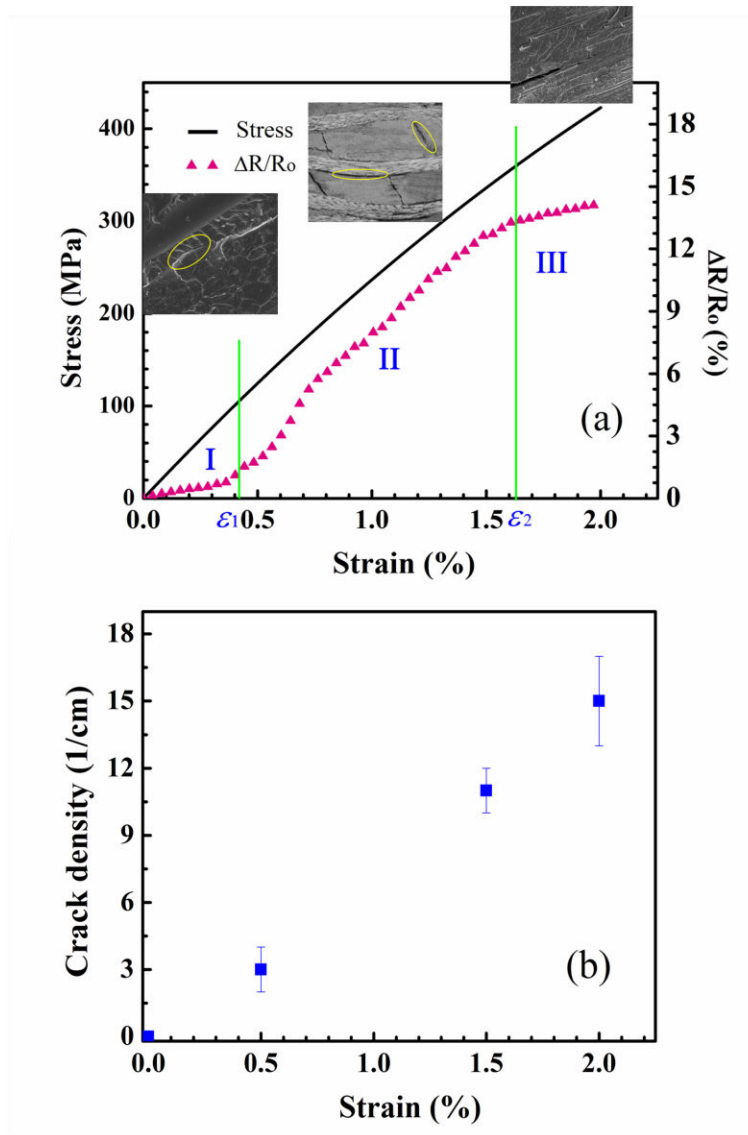 Stress
ΔR/R₀
Stress (MPa)
400
300
200
100
0
18
15
12
9
6
3
0
ΔR/R₀ (%)
I
II
III
(a)
0.0
ε₁
0.5
1.0
1.5
ε₂
2.0
Strain (%)
Crack density (1/cm)
18
15
12
9
6
3
0
(b)
0.0
0.5
1.0
1.5
2.0
Strain (%)